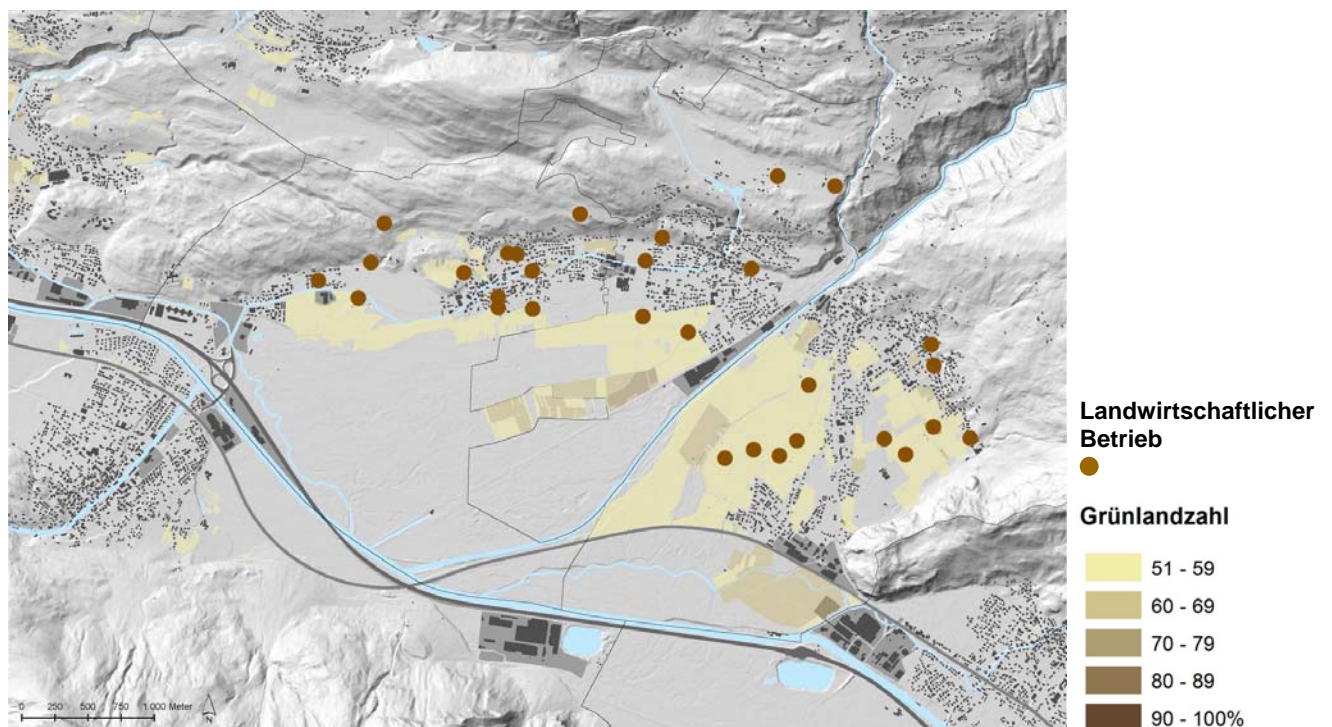 Landwirtschaftlicher
Betrieb
Grünlandzahl
51 - 59
60 - 69
70 - 79
80 - 89
90 - 100%
0 250 500 750 1 000 Meter
N